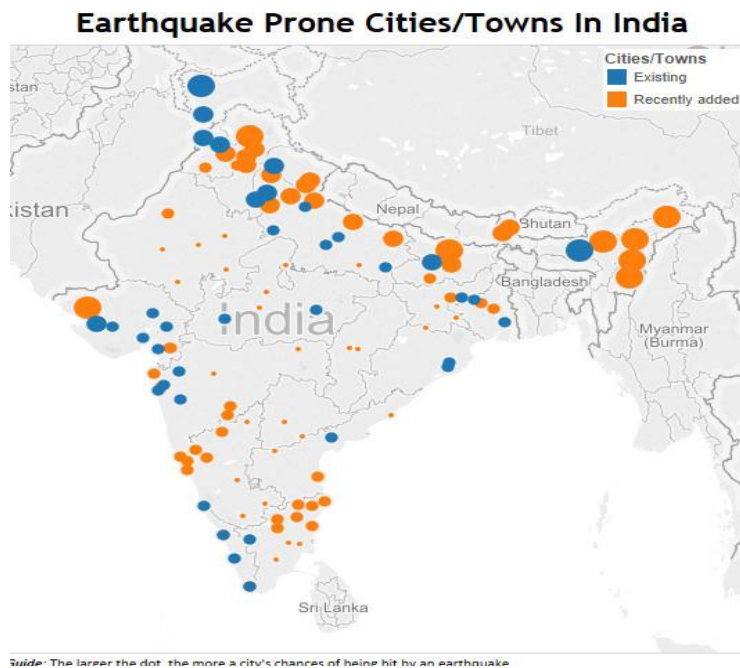 Earthquake Prone Cities/Towns In India
Cities/Towns
Existing
Recently added
stan
Tibet
kistan
Nepal
Bhutan
Bangladesh
India
Myanmar
(Burma)
Sri Lanka
Guide: The larger the dot, the more a city's chances of being hit by an earthquake